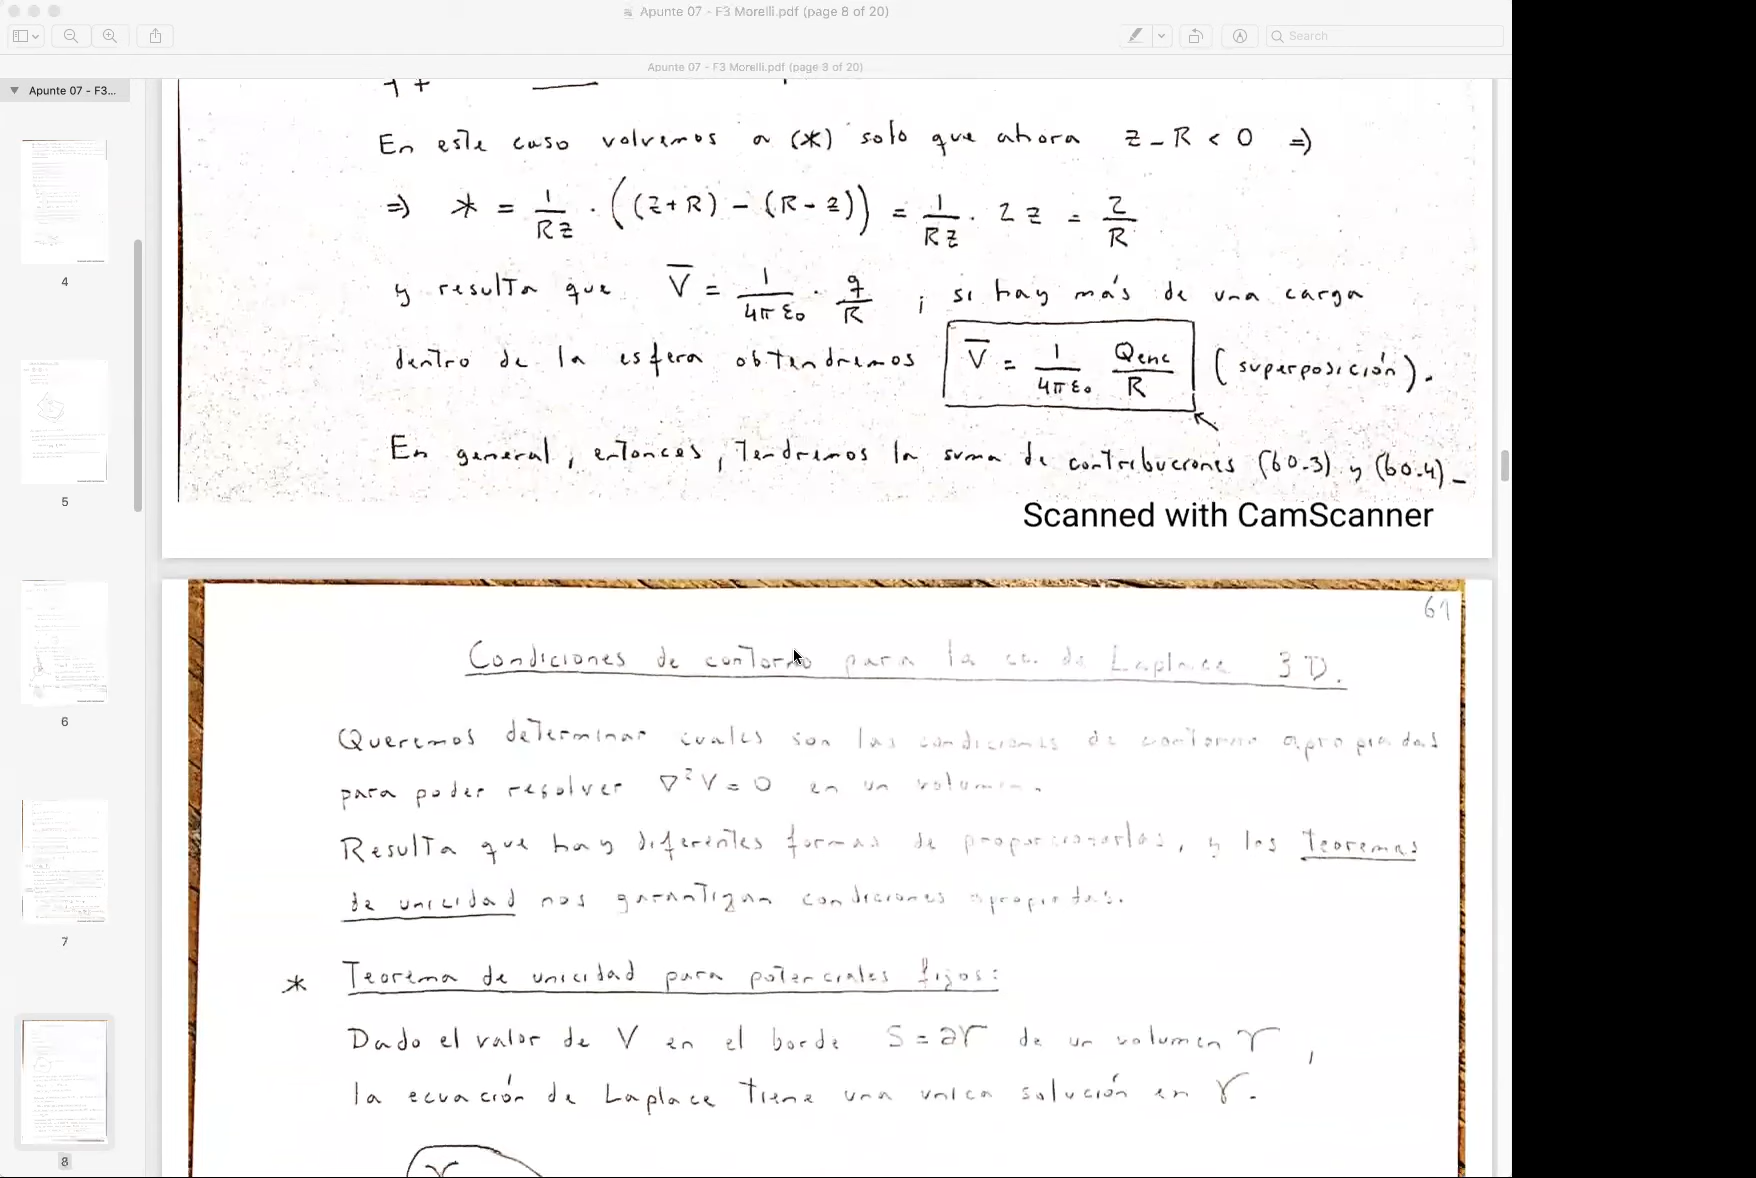 Apunte 07 - F3 Morelli.pdf (page 8 of 20)
Search
Apunte 07 - F3 Morelli.pdf (page 3 of 20)
Apunte 07 - F3...
4
5
6
7
8
En este caso volvemos a (*) solo que ahora z - R < 0 =>
=> * = 1/Rz · ((z+R) - (R-z)) = 1/Rz · 2z = 2/R
y resulta que V̅ = 1/4πε₀ · q/R ; si hay más de una carga
dentro de la esfera obtendremos V̅ = 1/4πε₀ Qenc/R (superposición).
En general, entonces, tendremos la suma de contribuciones (60.3) y (60.4)-
Scanned with CamScanner
61
Condiciones de contorno para la ec. de Laplace 3D.
Queremos determinar cuales son las condiciones de contorno apropiadas
para poder resolver ∇²V = 0 en un volumen.
Resulta que hay diferentes formas de proporcionarlas, y los teoremas
de unicidad nos garantizan condiciones
* Teorema de unicidad para potenciales fijos:
Dado el valor de V en el borde S = ∂γ de un volumen γ,
la ecuación de Laplace tiene una unica solución en γ.
γ